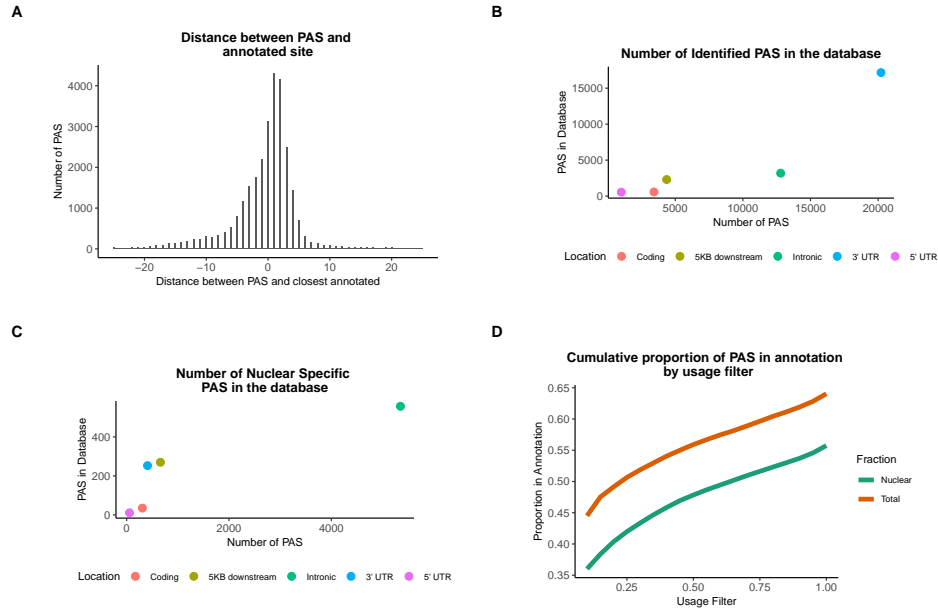 A
Distance between PAS and
annotated site
Number of PAS
4000
3000
2000
1000
0
−20
−10
0
10
20
Distance between PAS and closest annotated
B
Number of Identified PAS in the database
PAS in Database
15000
10000
5000
0
5000
10000
15000
20000
Number of PAS
Location
Coding
5KB downstream
Intronic
3' UTR
5' UTR
C
Number of Nuclear Specific
PAS in the database
PAS in Database
400
200
0
0
2000
4000
Number of PAS
Location
Coding
5KB downstream
Intronic
3' UTR
5' UTR
D
Cumulative proportion of PAS in annotation
by usage filter
Proportion in Annotation
0.65
0.60
0.55
0.50
0.45
0.40
0.35
0.25
0.50
0.75
1.00
Usage Filter
Fraction
Nuclear
Total